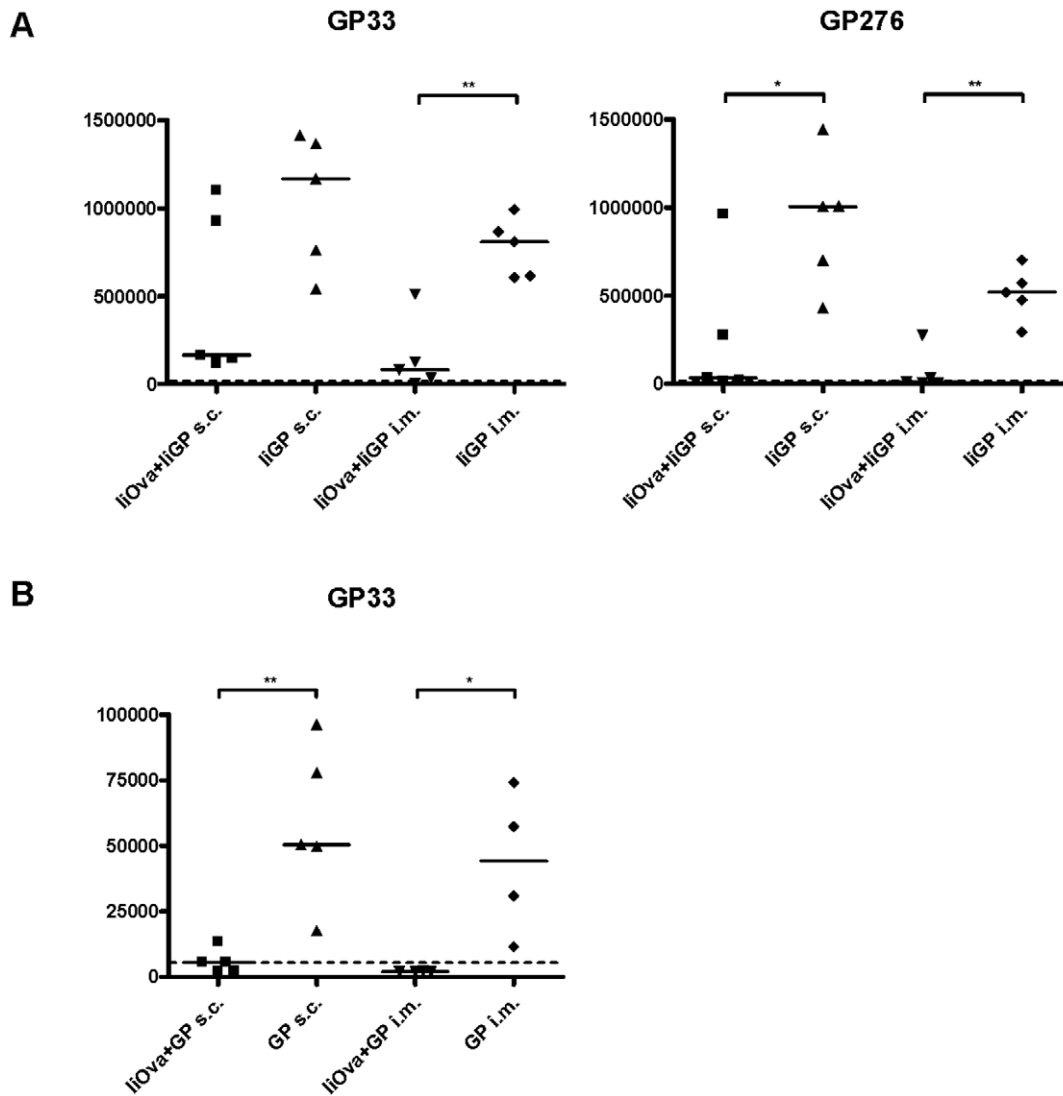 A
GP33
GP276
**
*
**
1500000
1000000
500000
0
IiOva+IiGP s.c.
IiGP s.c.
IiOva+IiGP i.m.
IiGP i.m.
1500000
1000000
500000
0
IiOva+IiGP s.c.
IiGP s.c.
IiOva+IiGP i.m.
IiGP i.m.
B
GP33
**
*
100000
75000
50000
25000
0
IiOva+GP s.c.
GP s.c.
IiOva+GP i.m.
GP i.m.